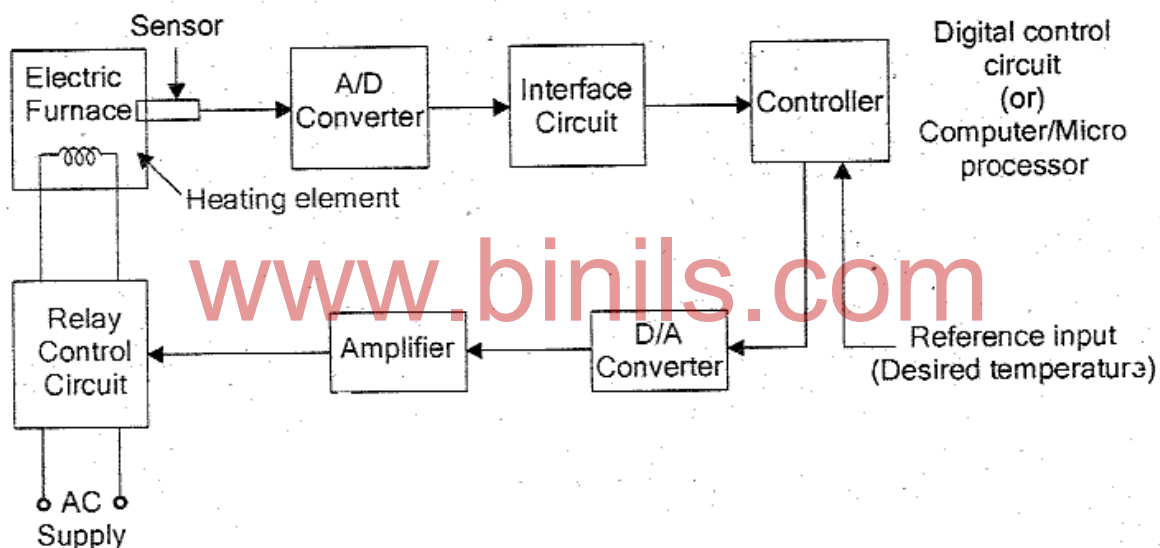 Sensor
Electric
Furnace
A/D
Converter
Interface
Circuit
Controller
Digital control
circuit
(or)
Computer/Micro
processor
Heating element
www.binils.com
Relay
Control
Circuit
Amplifier
D/A
Converter
Reference input
(Desired temperature)
AC
Supply